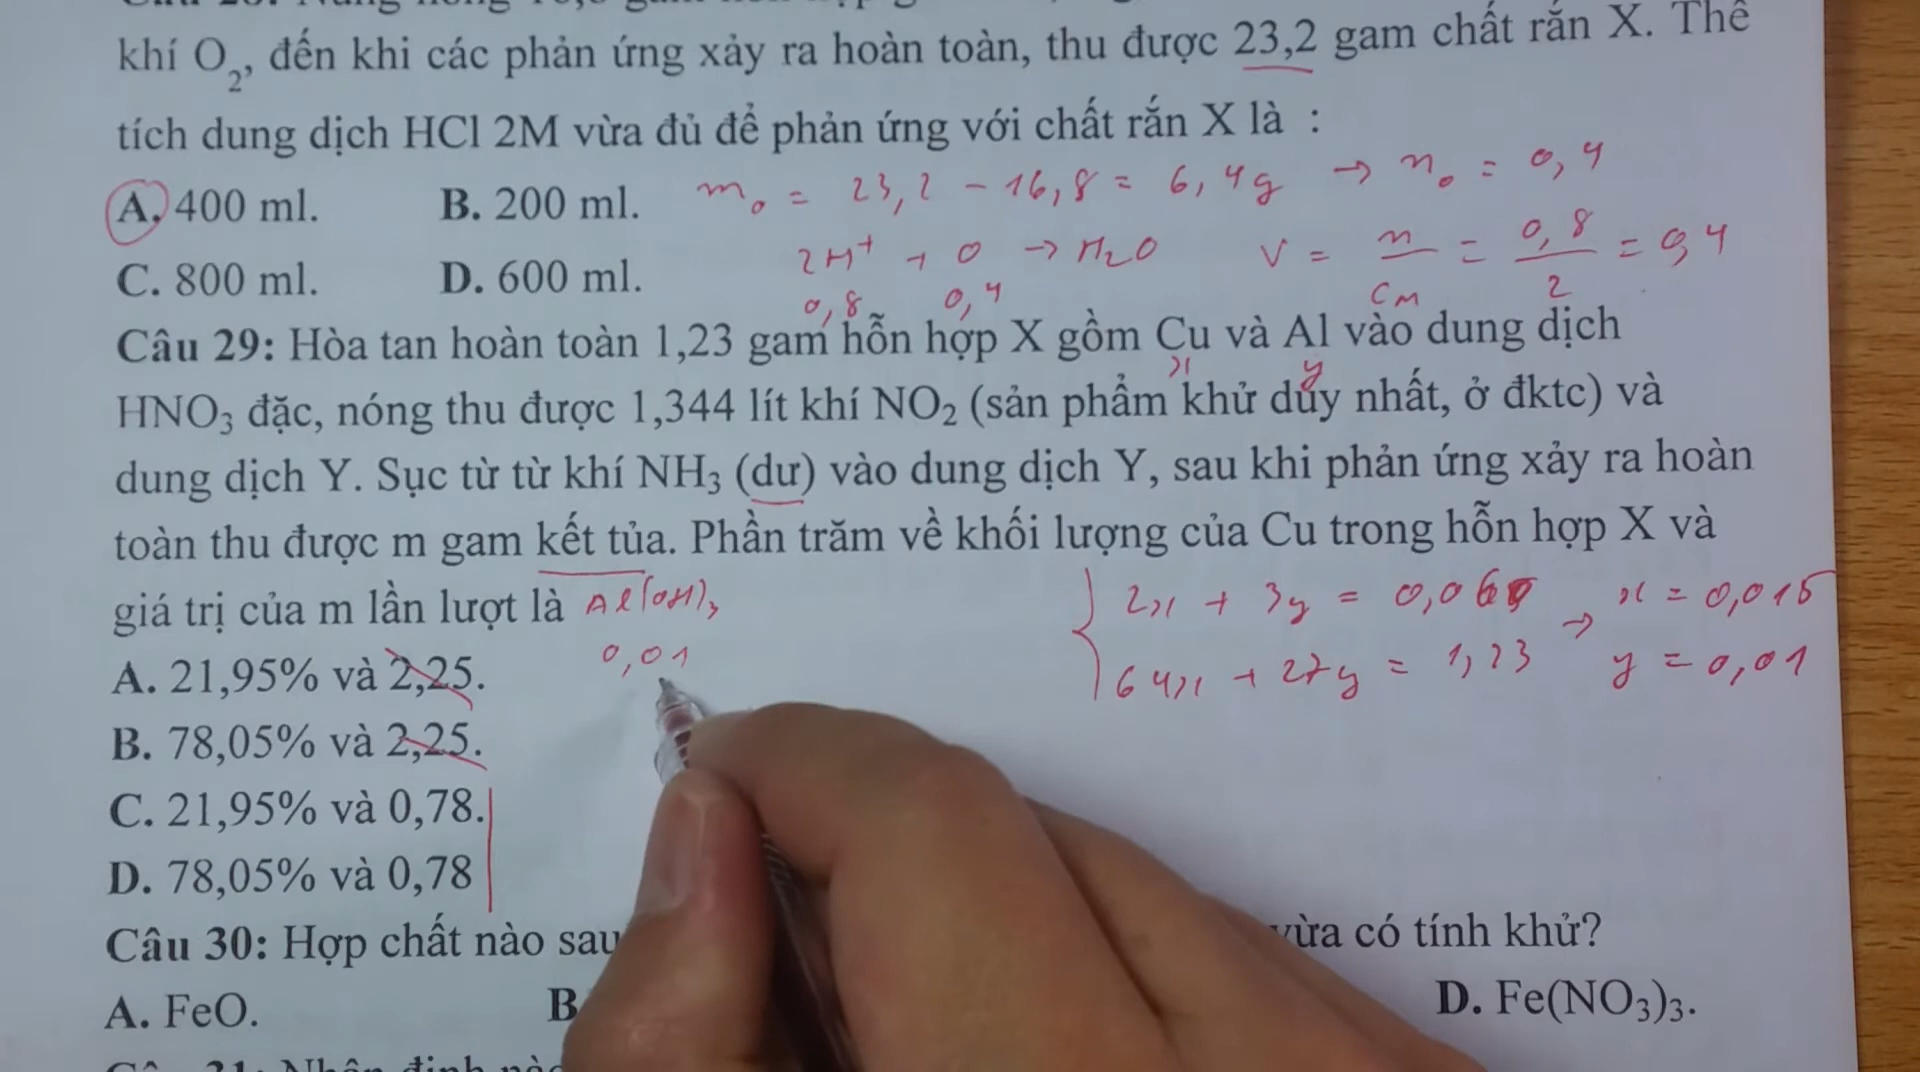 khí O₂, đến khi các phản ứng xảy ra hoàn toàn, thu được 23,2 gam chất rắn X. Thể
tích dung dịch HCl 2M vừa đủ để phản ứng với chất rắn X là :
m₀ = 23,2 - 16,8 = 6,4g → n₀ = 0,4
A. 400 ml. B. 200 ml.
2H⁺ + O → H₂O V = n/CM = 0,8/2 = 0,4
0,8 0,4
C. 800 ml. D. 600 ml.
Câu 29: Hòa tan hoàn toàn 1,23 gam hỗn hợp X gồm Cu và Al vào dung dịch
x y
HNO₃ đặc, nóng thu được 1,344 lít khí NO₂ (sản phẩm khử duy nhất, ở đktc) và
dung dịch Y. Sục từ từ khí NH₃ (dư) vào dung dịch Y, sau khi phản ứng xảy ra hoàn
toàn thu được m gam kết tủa. Phần trăm về khối lượng của Cu trong hỗn hợp X và
giá trị của m lần lượt là Al(OH)₃
0,01
2x + 3y = 0,06 → x = 0,015
64x + 27y = 1,23 y = 0,01
A. 21,95% và 2,25.
B. 78,05% và 2,25.
C. 21,95% và 0,78.
D. 78,05% và 0,78
Câu 30: Hợp chất nào sau vừa có tính khử?
A. FeO. B D. Fe(NO₃)₃.